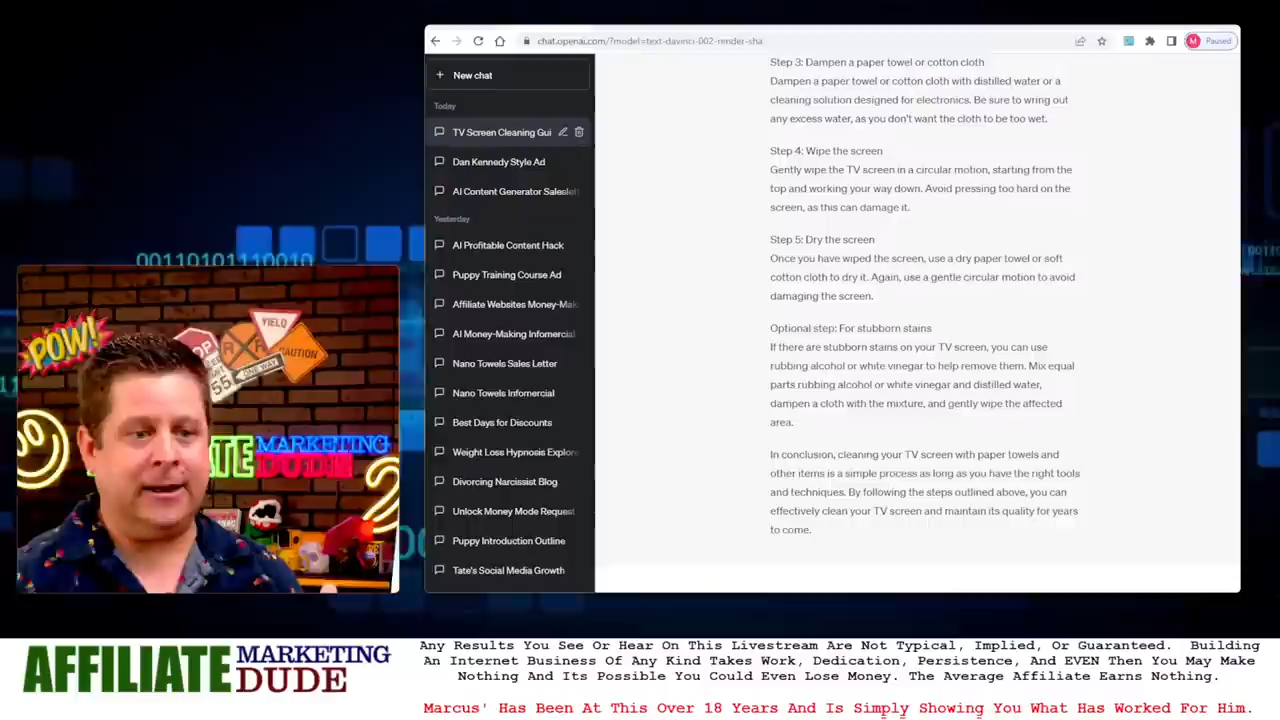 chat.openai.com/?model=text-davinci-002-render-sha
M Paused
+ New chat
Today
TV Screen Cleaning Gui
Dan Kennedy Style Ad
AI Content Generator Saleslett
Yesterday
AI Profitable Content Hack
Puppy Training Course Ad
Affiliate Websites Money-Mak
AI Money-Making Infomercial
Nano Towels Sales Letter
Nano Towels Infomercial
Best Days for Discounts
Weight Loss Hypnosis Explore
Divorcing Narcissist Blog
Unlock Money Mode Request
Puppy Introduction Outline
Tate's Social Media Growth
Step 3: Dampen a paper towel or cotton cloth
Dampen a paper towel or cotton cloth with distilled water or a
cleaning solution designed for electronics. Be sure to wring out
any excess water, as you don't want the cloth to be too wet.
Step 4: Wipe the screen
Gently wipe the TV screen in a circular motion, starting from the
top and working your way down. Avoid pressing too hard on the
screen, as this can damage it.
Step 5: Dry the screen
Once you have wiped the screen, use a dry paper towel or soft
cotton cloth to dry it. Again, use a gentle circular motion to avoid
damaging the screen.
Optional step: For stubborn stains
If there are stubborn stains on your TV screen, you can use
rubbing alcohol or white vinegar to help remove them. Mix equal
parts rubbing alcohol or white vinegar and distilled water,
dampen a cloth with the mixture, and gently wipe the affected
area.
In conclusion, cleaning your TV screen with paper towels and
other items is a simple process as long as you have the right tools
and techniques. By following the steps outlined above, you can
effectively clean your TV screen and maintain its quality for years
to come.
00110101110010
POW!
YIELD
OP
RXR
CAUTION
ONE WAY
55
ATE MARKETING
DUDE
AFFILIATE MARKETING
DUDE
Any Results You See Or Hear On This Livestream Are Not Typical, Implied, Or Guaranteed. Building
An Internet Business Of Any Kind Takes Work, Dedication, Persistence, And EVEN Then You May Make
Nothing And Its Possible You Could Even Lose Money. The Average Affiliate Earns Nothing.
Marcus' Has Been At This Over 18 Years And Is Simply Showing You What Has Worked For Him.